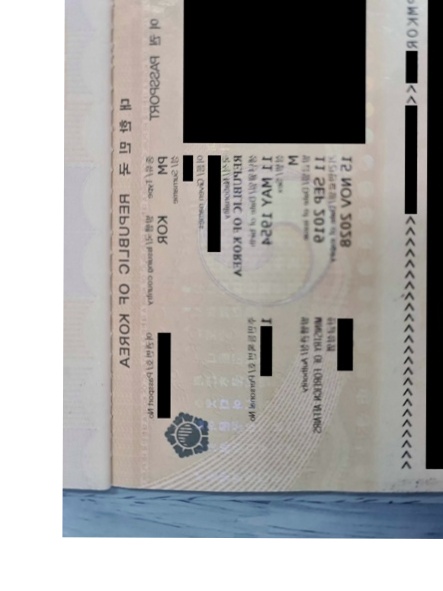 대한민국 REPUBLIC OF KOREA
여권 PASSPORT
종류/Type 발행국/Issuing country 여권번호/Passport No.
PM KOR
성/Surname
이름/Given names
국적/Nationality
REPUBLIC OF KOREA
생년월일/Date of birth
11 MAY
성별/Sex
M
발급일/Date of issue 발행관청/Authority
11 SEP 2019 MINISTRY OF FOREIGN AFFAIRS
기간만료일/Date of expiry
NOV 2028
PMKOR